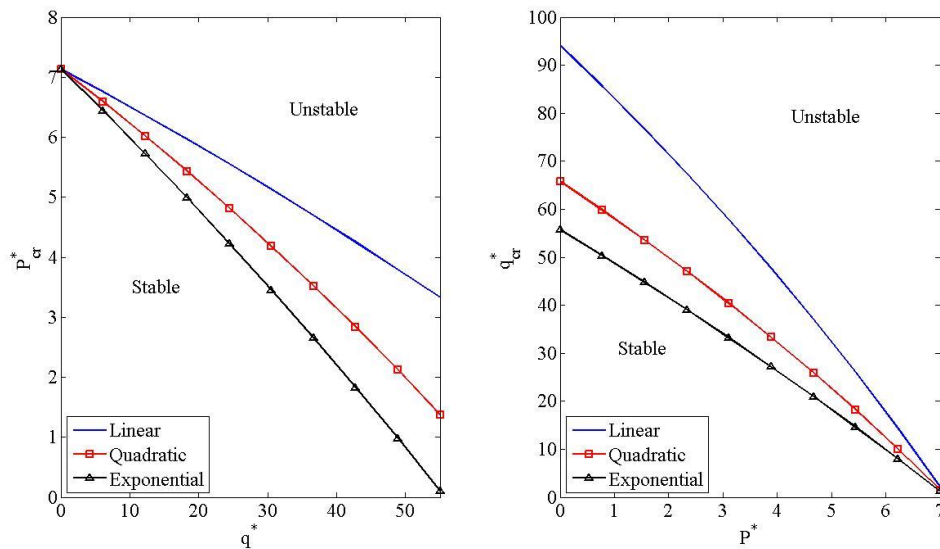 8
7
6
5
4
3
2
1
0
P*cr
Unstable
Stable
Linear
Quadratic
Exponential
0 10 20 30 40 50
q*
100
90
80
70
60
50
40
30
20
10
0
q*cr
Unstable
Stable
Linear
Quadratic
Exponential
0 1 2 3 4 5 6 7
P*